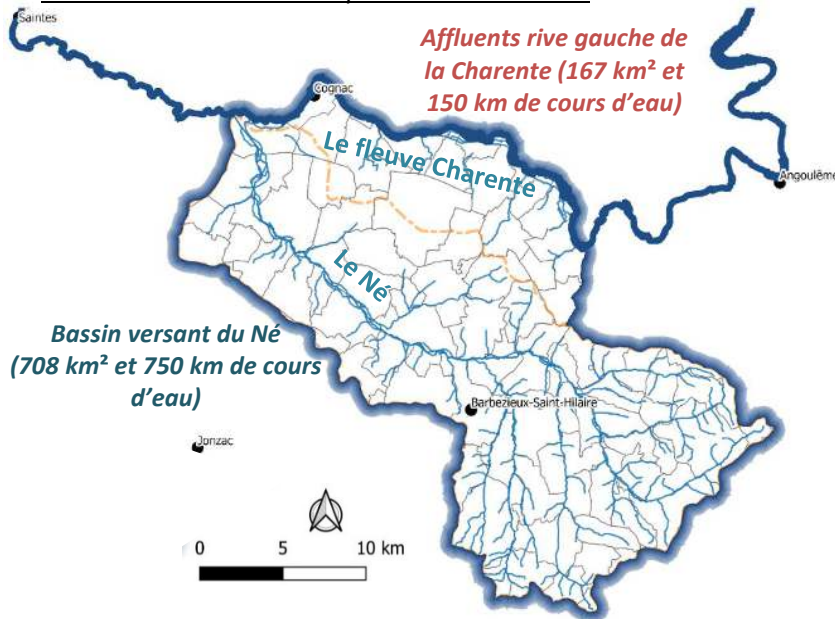 Saintes
Affluents rive gauche de
la Charente (167 km² et
150 km de cours d’eau)
Cognac
Le fleuve Charente
Angoulême
Le Né
Bassin versant du Né
(708 km² et 750 km de cours
d’eau)
Barbezieux-Saint-Hilaire
Jonzac
0 5 10 km